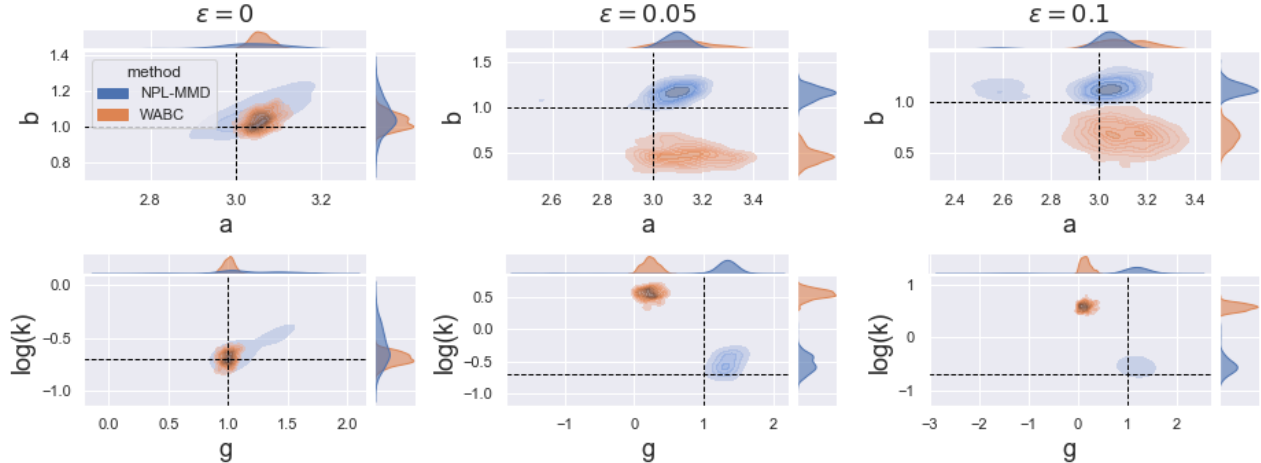 ε = 0
ε = 0.05
ε = 0.1
method
NPL-MMD
WABC
1.4
1.2
1.0
0.8
b
2.8
3.0
3.2
a
1.5
1.0
0.5
b
2.6
2.8
3.0
3.2
3.4
a
1.0
0.5
b
2.4
2.6
2.8
3.0
3.2
3.4
a
0.0
−0.5
−1.0
log(k)
0.0
0.5
1.0
1.5
2.0
g
0.5
0.0
−0.5
−1.0
log(k)
−1
0
1
2
g
1
0
−1
log(k)
−3
−2
−1
0
1
2
g